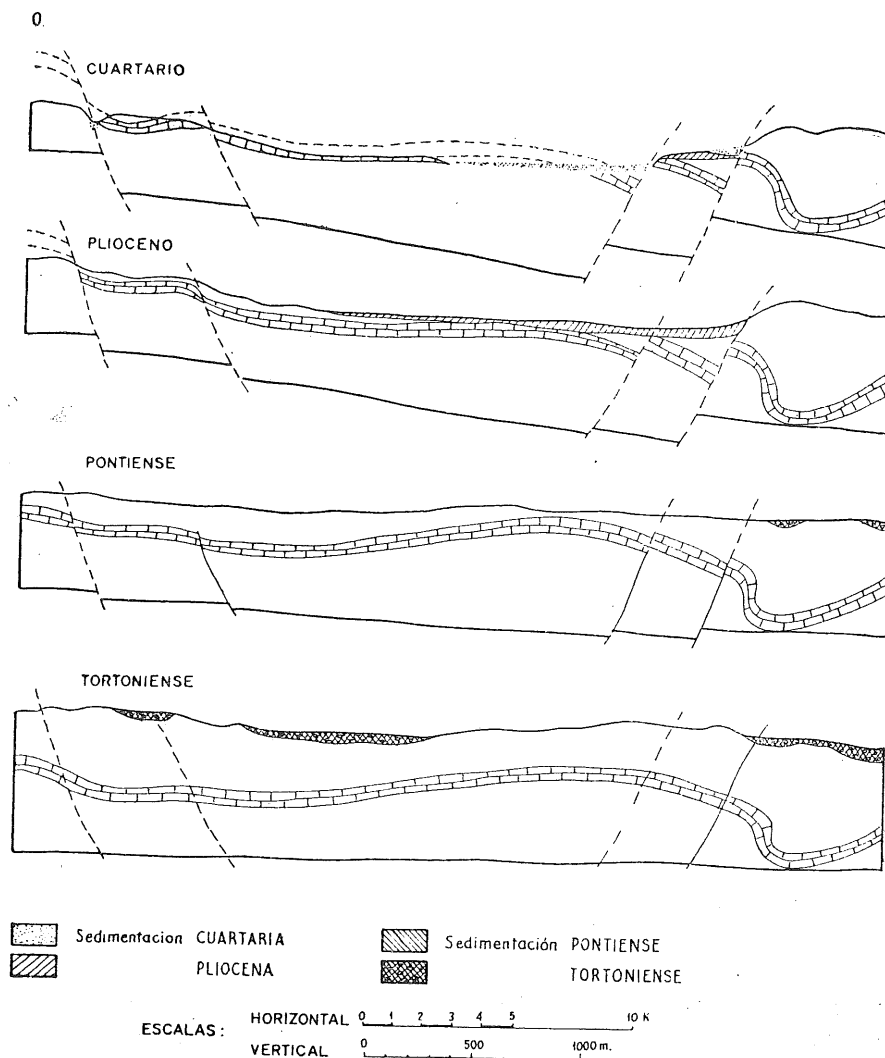 O.
CUARTARIO
PLIOCENO
PONTIENSE
TORTONIENSE
Sedimentacion CUARTARIA
PLIOCENA
Sedimentación PONTIENSE
TORTONIENSE
ESCALAS:
HORIZONTAL 0 1 2 3 4 5 10 K
VERTICAL 0 500 1000 m.